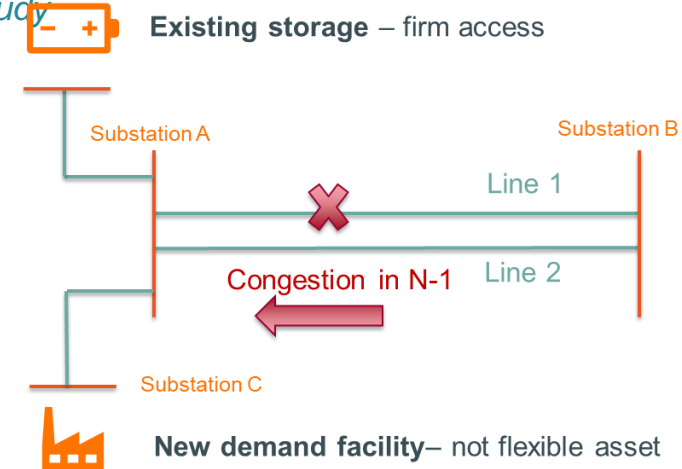 Existing storage – firm access
Substation A
Substation B
Line 1
Congestion in N-1
Line 2
Substation C
New demand facility– not flexible asset